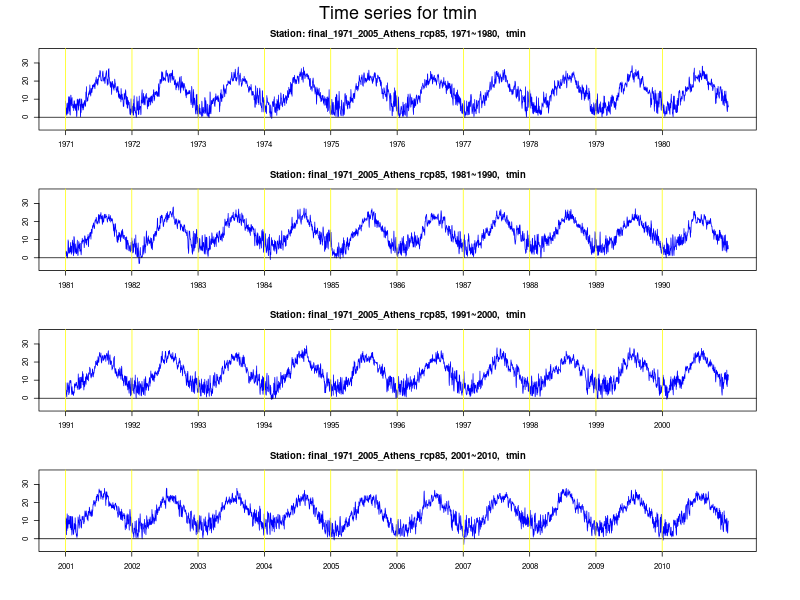 Time series for tmin
Station: final_1971_2005_Athens_rcp85, 1971~1980, tmin
30
20
10
0
1971 1972 1973 1974 1975 1976 1977 1978 1979 1980
Station: final_1971_2005_Athens_rcp85, 1981~1990, tmin
30
20
10
0
1981 1982 1983 1984 1985 1986 1987 1988 1989 1990
Station: final_1971_2005_Athens_rcp85, 1991~2000, tmin
30
20
10
0
1991 1992 1993 1994 1995 1996 1997 1998 1999 2000
Station: final_1971_2005_Athens_rcp85, 2001~2010, tmin
30
20
10
0
2001 2002 2003 2004 2005 2006 2007 2008 2009 2010